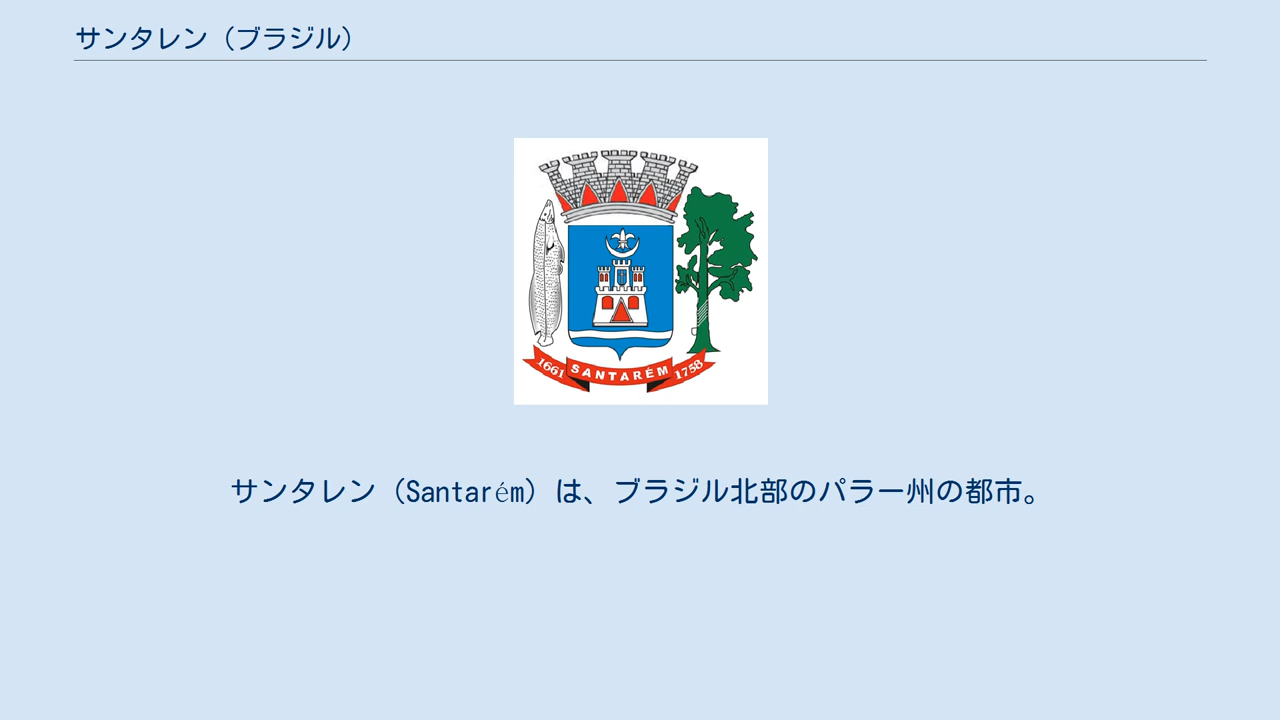 サンタレン（ブラジル）
1661 SANTARÉM 1758
サンタレン（Santarém）は、ブラジル北部のパラー州の都市。